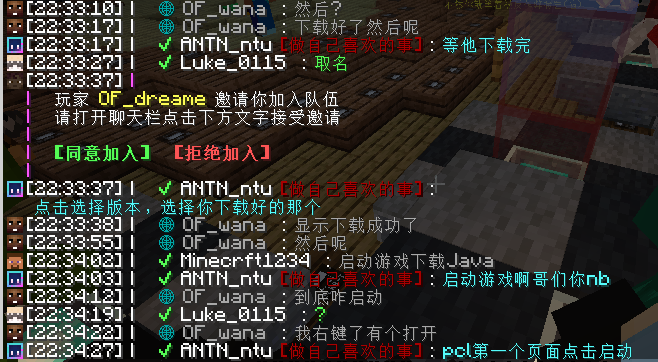 [22:33:10] | OF_wana : 然后?
[22:33:17] | OF_wana : 下载好了然后呢
[22:33:17] | ✔ ANTN_ntu [做自己喜欢的事] : 等他下载完
[22:33:27] | ✔ Luke_0115 : 取名
[22:33:37] |
| 玩家 OF_dreame 邀请你加入队伍
| 请打开聊天栏点击下方文字接受邀请
|
| [同意加入] [拒绝加入]
|
[22:33:37] | ✔ ANTN_ntu [做自己喜欢的事] :
点击选择版本，选择你下载好的那个
[22:33:38] | OF_wana : 显示下载成功了
[22:33:55] | OF_wana : 然后呢
[22:34:02] | ✔ Minecrft1234 : 启动游戏下载Java
[22:34:03] | ✔ ANTN_ntu [做自己喜欢的事] : 启动游戏啊哥们你nb
[22:34:12] | OF_wana : 到底咋启动
[22:34:19] | ✔ Luke_0115 : ?
[22:34:22] | OF_wana : 我右键了有个打开
[22:34:27] | ✔ ANTN_ntu [做自己喜欢的事] : pcl第一个页面点击启动